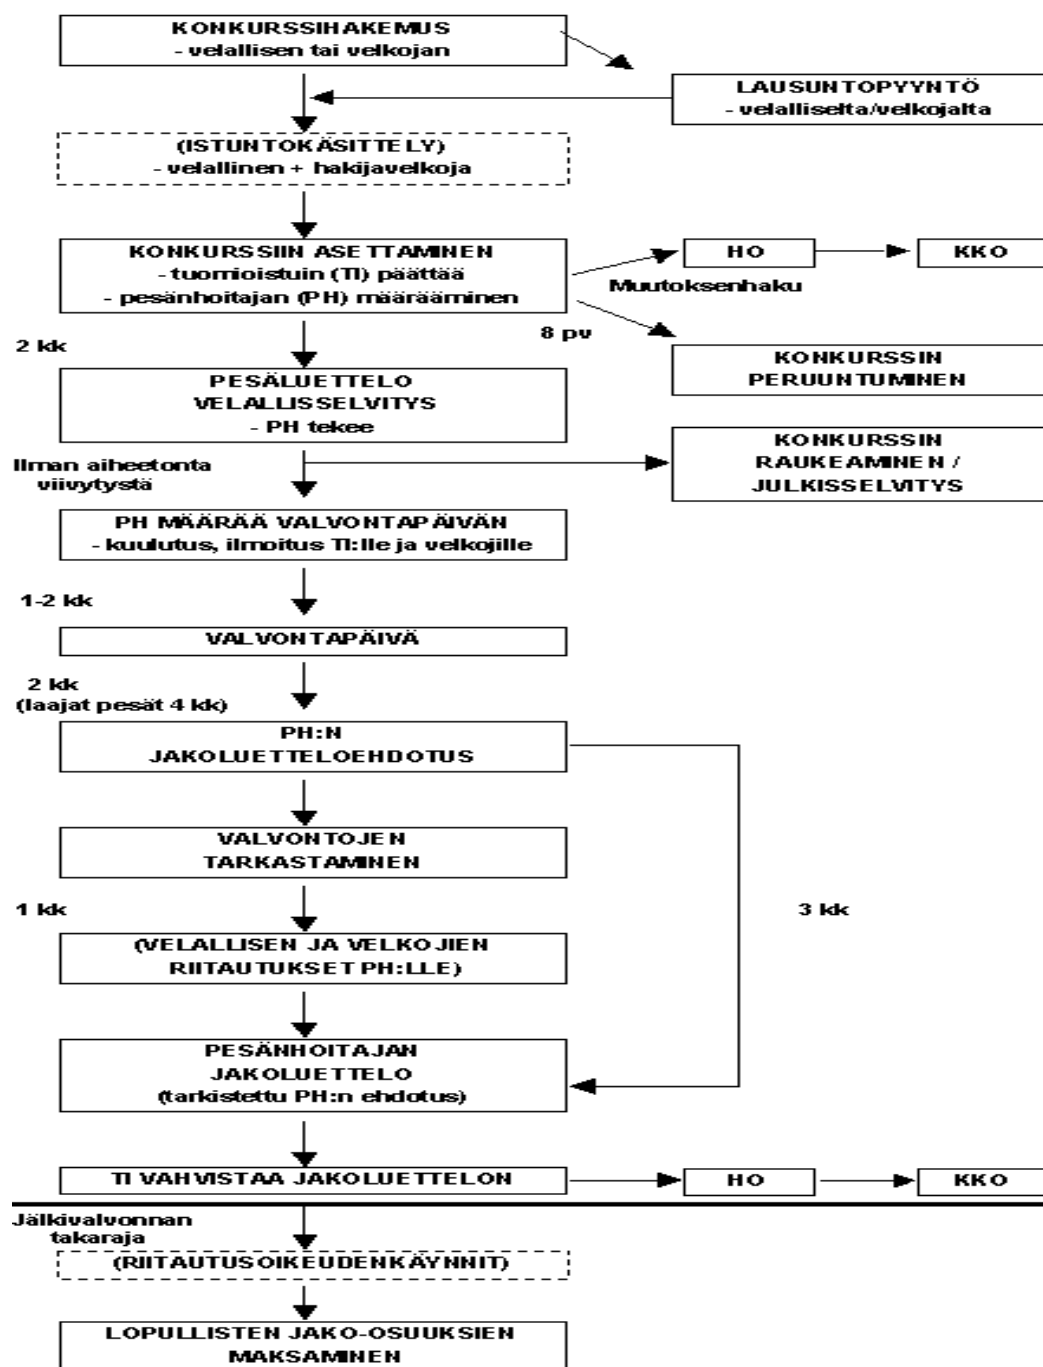 KONKURSSIHAKEMUS
- velallisen tai velkojan
LAUSUNTOPYYNTÖ
- velalliselta/velkojalta
(ISTUNTOKÄSITTELY)
- velallinen + hakijavelkoja
KONKURSSIIN ASETTAMINEN
- tuomioistuin (TI) päättää
- pesänhoitajan (PH) määrääminen
HO
KKO
Muutoksenhaku
8 pv
2 kk
KONKURSSIN
PERUUNTUMINEN
PESÄLUETTELO
VELALLISSELVITYS
- PH tekee
KONKURSSIN
RAUKEAMINEN /
JULKISSELVITYS
Ilman aiheetonta
viivytystä
PH MÄÄRÄÄ VALVONTAPÄIVÄN
- kuulutus, ilmoitus TI:lle ja velkojille
1-2 kk
VALVONTAPÄIVÄ
2 kk
(laajat pesät 4 kk)
PH:N
JAKOLUETTELOEHDOTUS
VALVONTOJEN
TARKASTAMINEN
1 kk
3 kk
(VELALLISEN JA VELKOJIEN
RIITAUTUKSET PH:LLE)
PESÄNHOITAJAN
JAKOLUETTELO
(tarkistettu PH:n ehdotus)
TI VAHVISTAA JAKOLUETTELON
HO
KKO
Jälkivalvonnan
takaraja
(RIITAUTUSOIKEUDENKÄYNNIT)
LOPULLISTEN JAKO-OSUUKSIEN
MAKSAMINEN